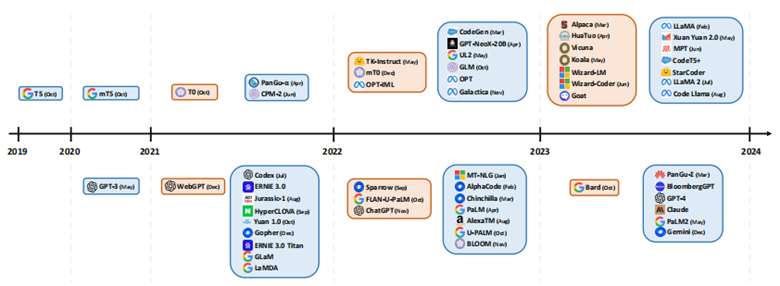 T5 (Oct)
mT5 (Oct)
T0 (Oct)
PanGu-α (Apr)
CPM-2 (Jun)
TK-Instruct (May)
mT0 (Dec)
OPT-IML
CodeGen (Mar)
GPT-NeoX-20B (Apr)
UL2 (May)
GLM (Oct)
OPT
Galactica (Nov)
Alpaca (Mar)
HuaTuo (Apr)
Vicuna
Koala (May)
Wizard-LM
Wizard-Coder (Jun)
Goat
LLaMA (Feb)
Xuan Yuan 2.0 (May)
MPT (Jun)
CodeT5+
StarCoder
LLaMA 2 (Jul)
Code Llama (Aug)
2019
2020
2021
2022
2023
2024
GPT-3 (May)
WebGPT (Dec)
Codex (Jul)
ERNIE 3.0
Jurassic-1 (Aug)
HyperCLOVA (Sep)
Yuan 1.0 (Oct)
Gopher (Dec)
ERNIE 3.0 Titan
GLaM
LaMDA
Sparrow (Sep)
FLAN-U-PaLM (Oct)
ChatGPT (Nov)
MT-NLG (Jan)
AlphaCode (Feb)
Chinchilla (Mar)
PaLM (Apr)
AlexaTM (Aug)
U-PALM (Oct)
BLOOM (Nov)
Bard (Oct)
PanGu-Σ (Mar)
BloombergGPT
GPT-4
Claude
PaLM2 (May)
Gemini (Dec)